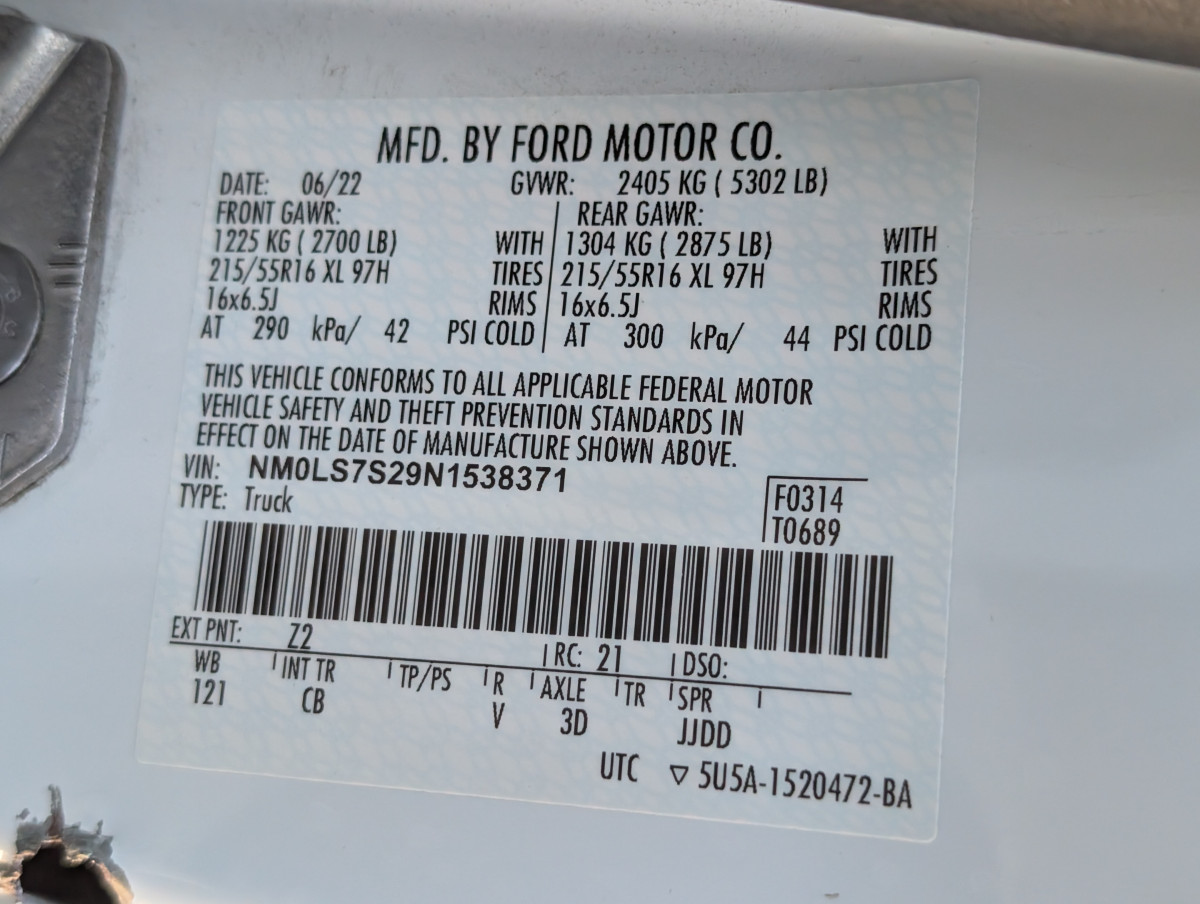 MFD. BY FORD MOTOR CO.
DATE: 06/22 GVWR: 2405 KG ( 5302 LB)
FRONT GAWR: REAR GAWR:
1225 KG ( 2700 LB) WITH 1304 KG ( 2875 LB) WITH
215/55R16 XL 97H TIRES 215/55R16 XL 97H TIRES
16x6.5J RIMS 16x6.5J RIMS
AT 290 kPa/ 42 PSI COLD AT 300 kPa/ 44 PSI COLD
THIS VEHICLE CONFORMS TO ALL APPLICABLE FEDERAL MOTOR
VEHICLE SAFETY AND THEFT PREVENTION STANDARDS IN
EFFECT ON THE DATE OF MANUFACTURE SHOWN ABOVE.
VIN: NM0LS7S29N1538371
TYPE: Truck
F0314
T0689
EXT PNT: Z2 RC: 21 DSO:
WB INT TR TP/PS R AXLE TR SPR
121 CB V 3D JJDD
UTC ▽ 5U5A-1520472-BA